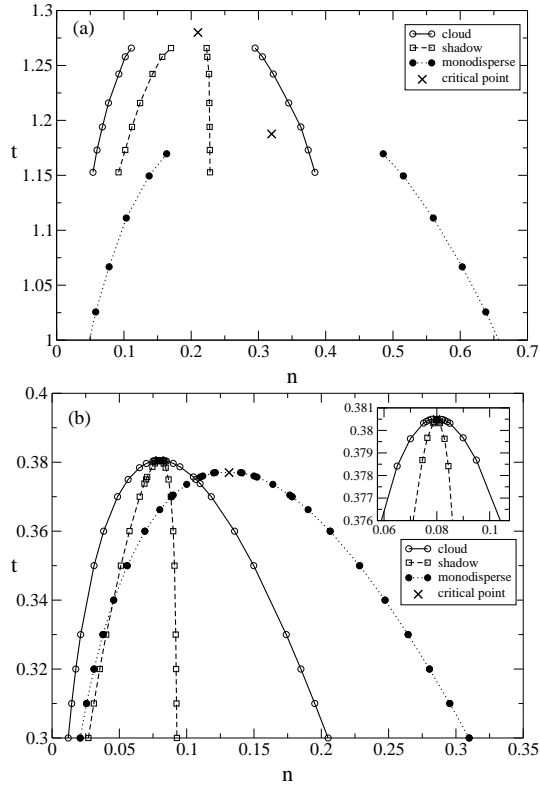 (a)
1.3
1.25
1.2
1.15
1.1
1.05
1
t
0
0.1
0.2
0.3
0.4
0.5
0.6
0.7
n
cloud
shadow
monodisperse
critical point
(b)
0.4
0.38
0.36
0.34
0.32
0.3
t
0
0.05
0.1
0.15
0.2
0.25
0.3
0.35
n
0.381
0.38
0.379
0.378
0.377
0.376
0.06
0.08
0.1
cloud
shadow
monodisperse
critical point